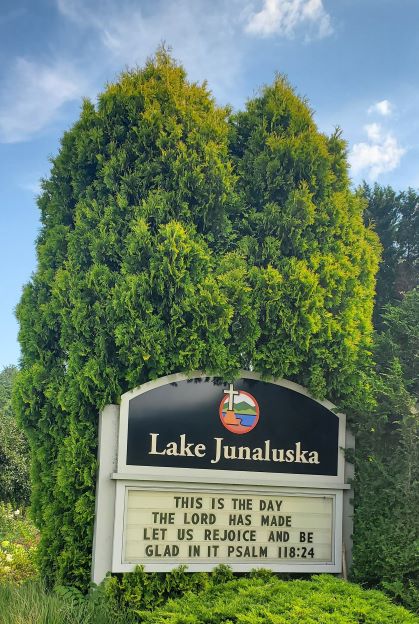 Lake Junaluska
THIS IS THE DAY
THE LORD HAS MADE
LET US REJOICE AND BE
GLAD IN IT PSALM 118:24